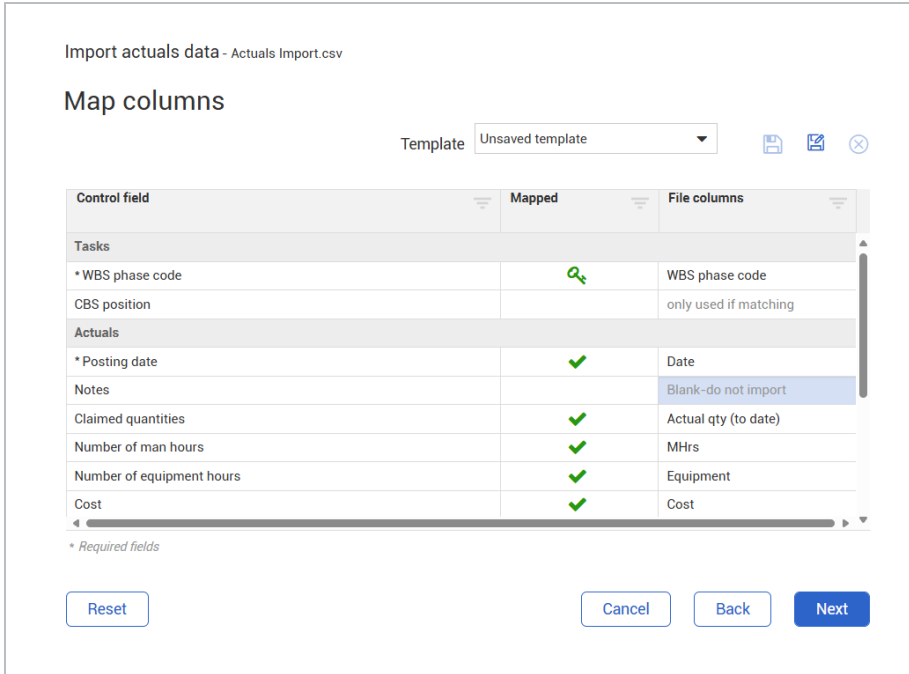 Import actuals data - Actuals Import.csv
Map columns
Template Unsaved template
Control field Mapped File columns
Tasks
* WBS phase code WBS phase code
CBS position only used if matching
Actuals
* Posting date Date
Notes Blank-do not import
Claimed quantities Actual qty (to date)
Number of man hours MHrs
Number of equipment hours Equipment
Cost Cost
* Required fields
Reset Cancel Back Next